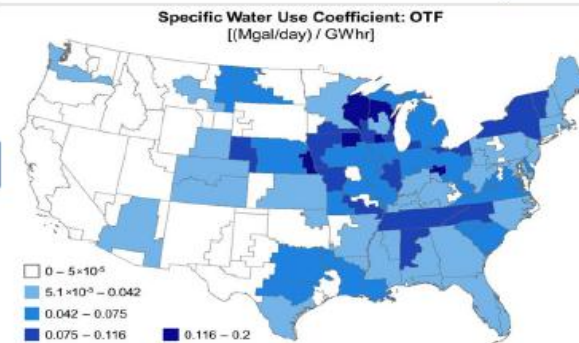 Specific Water Use Coefficient: OTF
[(Mgal/day) / GWhr]
0 – 5×10⁻⁵
5.1×10⁻⁵ – 0.042
0.042 – 0.075
0.075 – 0.116
0.116 – 0.2